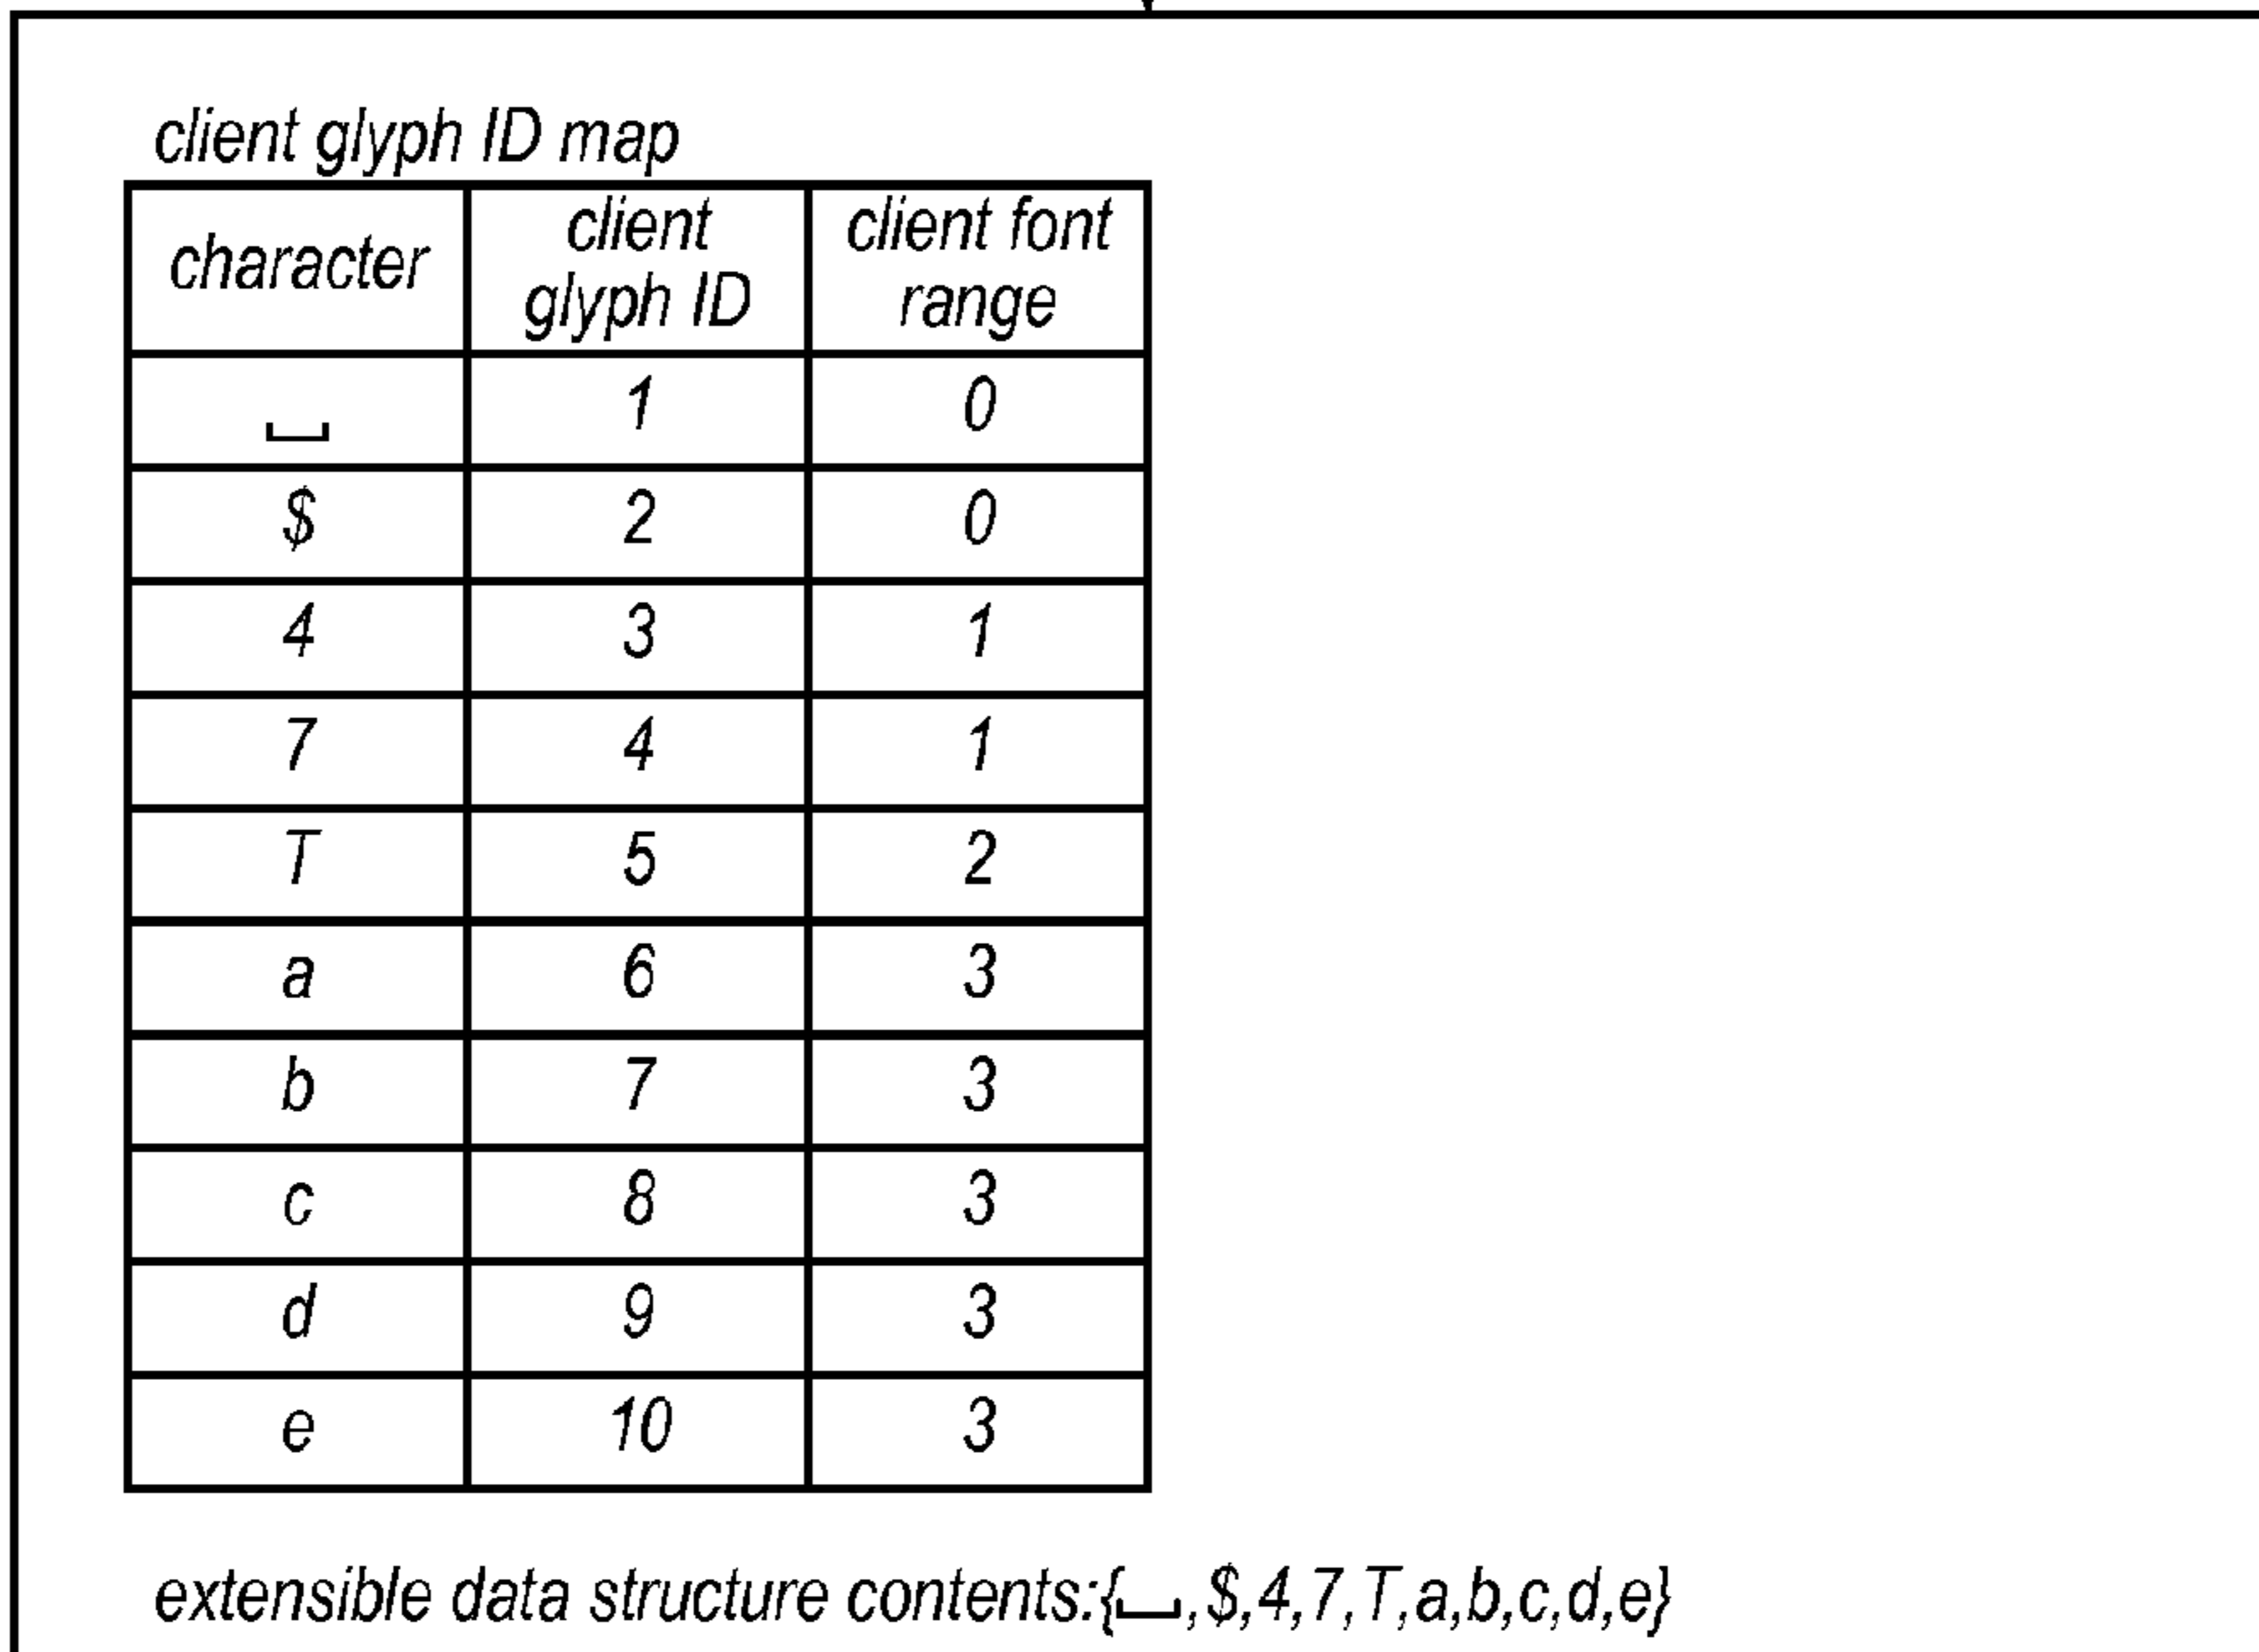 client glyph ID map
character client glyph ID client font range
⎵ 1 0
$ 2 0
4 3 1
7 4 1
T 5 2
a 6 3
b 7 3
c 8 3
d 9 3
e 10 3
extensible data structure contents:{⎵,$,4,7,T,a,b,c,d,e}